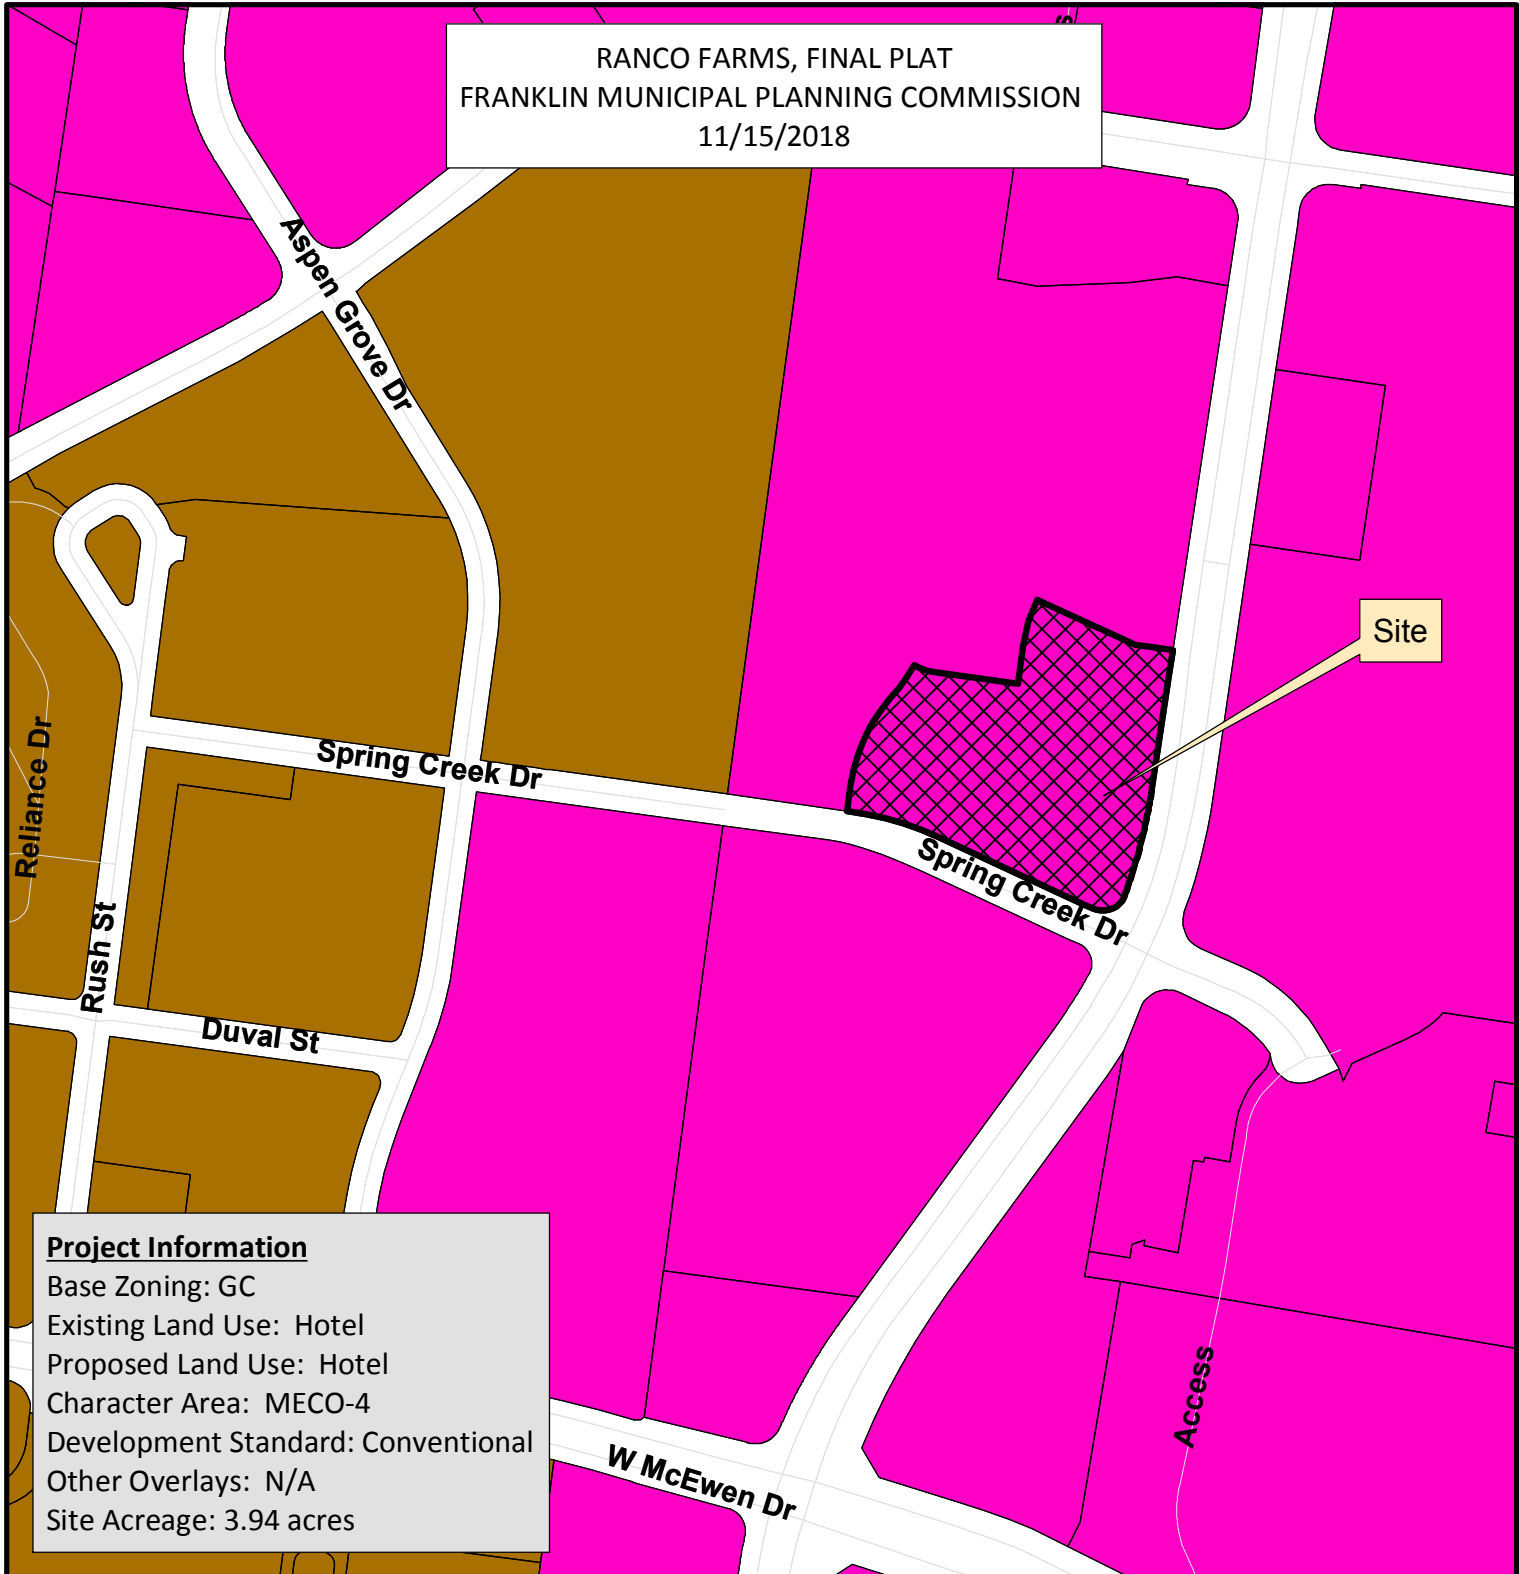 RANCO FARMS, FINAL PLAT
FRANKLIN MUNICIPAL PLANNING COMMISSION
11/15/2018
Aspen Grove Dr
Site
Spring Creek Dr
Reliance Dr
Spring Creek Dr
Rush St
Duval St
Project Information
Base Zoning: GC
Existing Land Use: Hotel
Proposed Land Use: Hotel
Character Area: MECO-4
Development Standard: Conventional
Other Overlays: N/A
Site Acreage: 3.94 acres
Access
W McEwen Dr